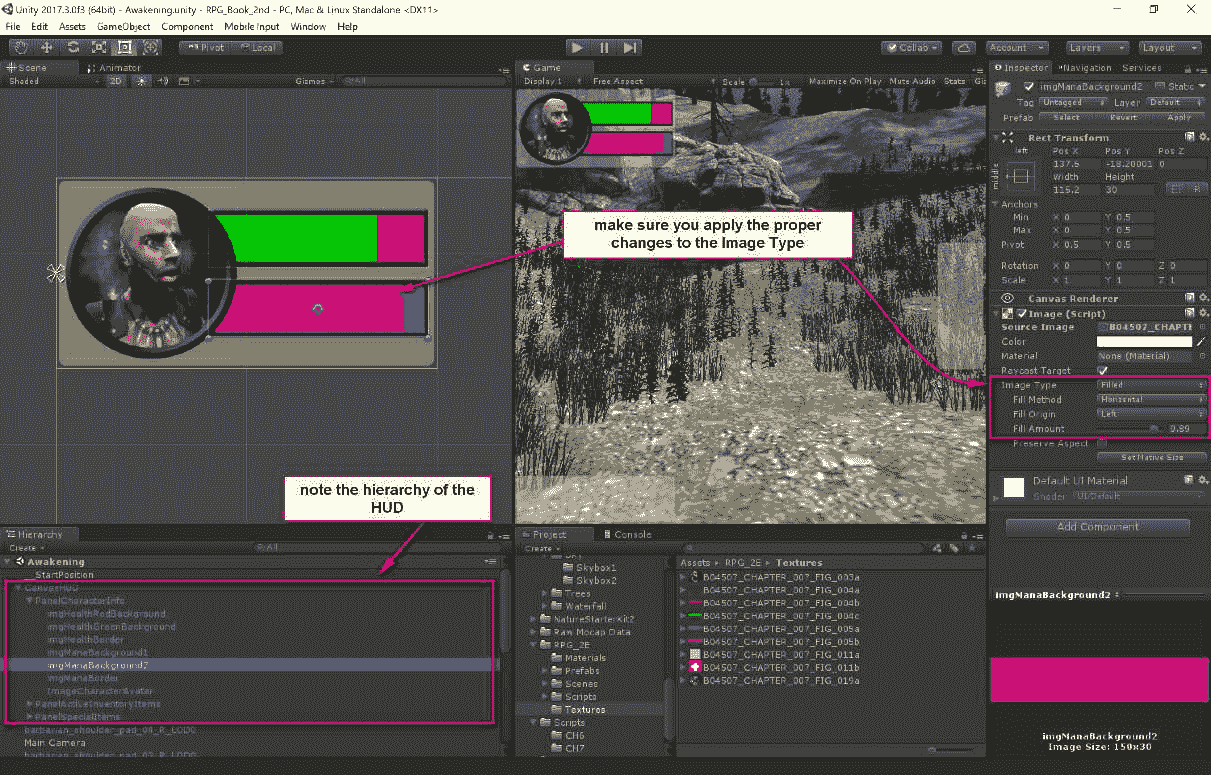 Unity 2017.3.0f3 (64bit) - Awakening.unity - RPG_Book_2nd - PC, Mac & Linux Standalone <DX11>
File Edit Assets GameObject Component Mobile Input Window Help
Pivot Local
Collab Account Layers Layout
Scene Animator
Shaded 2D Gizmos All
Game
Display 1 Free Aspect Scale 1x Maximize On Play Mute Audio Stats Gi
Inspector Navigation Services
imgManaBackground2 Static
Tag Untagged Layer Default
Prefab Select Revert Apply
Rect Transform
left Pos X Pos Y Pos Z
middle 137.5 -18.20001 0
Width Height
115.2 30
R
Anchors
Min X 0 Y 0.5
Max X 0 Y 0.5
Pivot X 0.5 Y 0.5
Rotation X 0 Y 0 Z 0
Scale X 1 Y 1 Z 1
Canvas Renderer
Image (Script)
Source Image B04507_CHAPT
Color
Material None (Material)
Raycast Target
Image Type Filled
Fill Method Horizontal
Fill Origin Left
Fill Amount 0.89
Preserve Aspect
Set Native Size
Default UI Material
Shader UI/Default
Add Component
imgManaBackground2
imgManaBackground2
Image Size: 150x30
make sure you apply the proper
changes to the Image Type
note the hierarchy of the
HUD
Hierarchy
Create All
Awakening
__StartPosition
CanvasHUD
PanelCharacterInfo
imgHealthRedBackground
imgHealthGreenBackground
imgHealthBorder
imgManaBackground1
imgManaBackground2
imgManaBorder
ImageCharacterAvatar
PanelActiveInventoryItems
PanelSpecialItems
barbarian_shoulder_pad_04_R_LOD0
Main Camera
barbarian_shoulder_pad_03_R_LOD0
Project Console
Create
Skybox1
Skybox2
Trees
Waterfall
NatureStarterKit2
Raw Mocap Data
RPG_2E
Materials
Prefabs
Scenes
Scripts
Textures
Scripts
CH6
CH7
Assets RPG_2E Textures
B04507_CHAPTER_007_FIG_003a
B04507_CHAPTER_007_FIG_004a
B04507_CHAPTER_007_FIG_004b
B04507_CHAPTER_007_FIG_004c
B04507_CHAPTER_007_FIG_005a
B04507_CHAPTER_007_FIG_005b
B04507_CHAPTER_007_FIG_011a
B04507_CHAPTER_007_FIG_011b
B04507_CHAPTER_007_FIG_019a